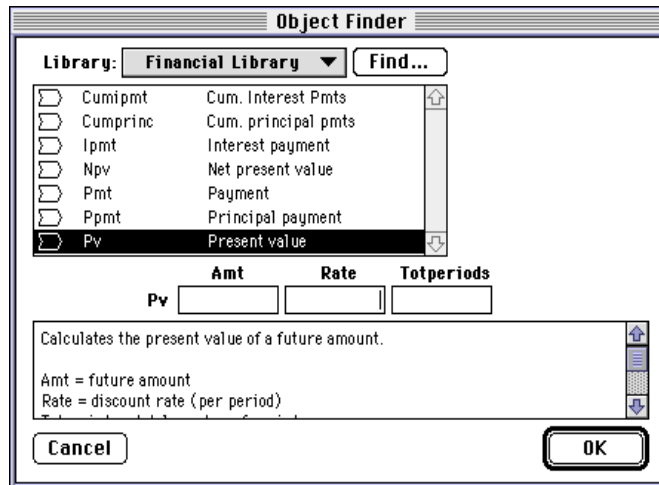 Object Finder
Library: Financial Library Find...
Cumipmt Cum. Interest Pmts
Cumprinc Cum. principal pmts
Ipmt Interest payment
Npv Net present value
Pmt Payment
Ppmt Principal payment
Pv Present value
Amt Rate Totperiods
Pv
Calculates the present value of a future amount.
Amt = future amount
Rate = discount rate (per period)
Cancel OK